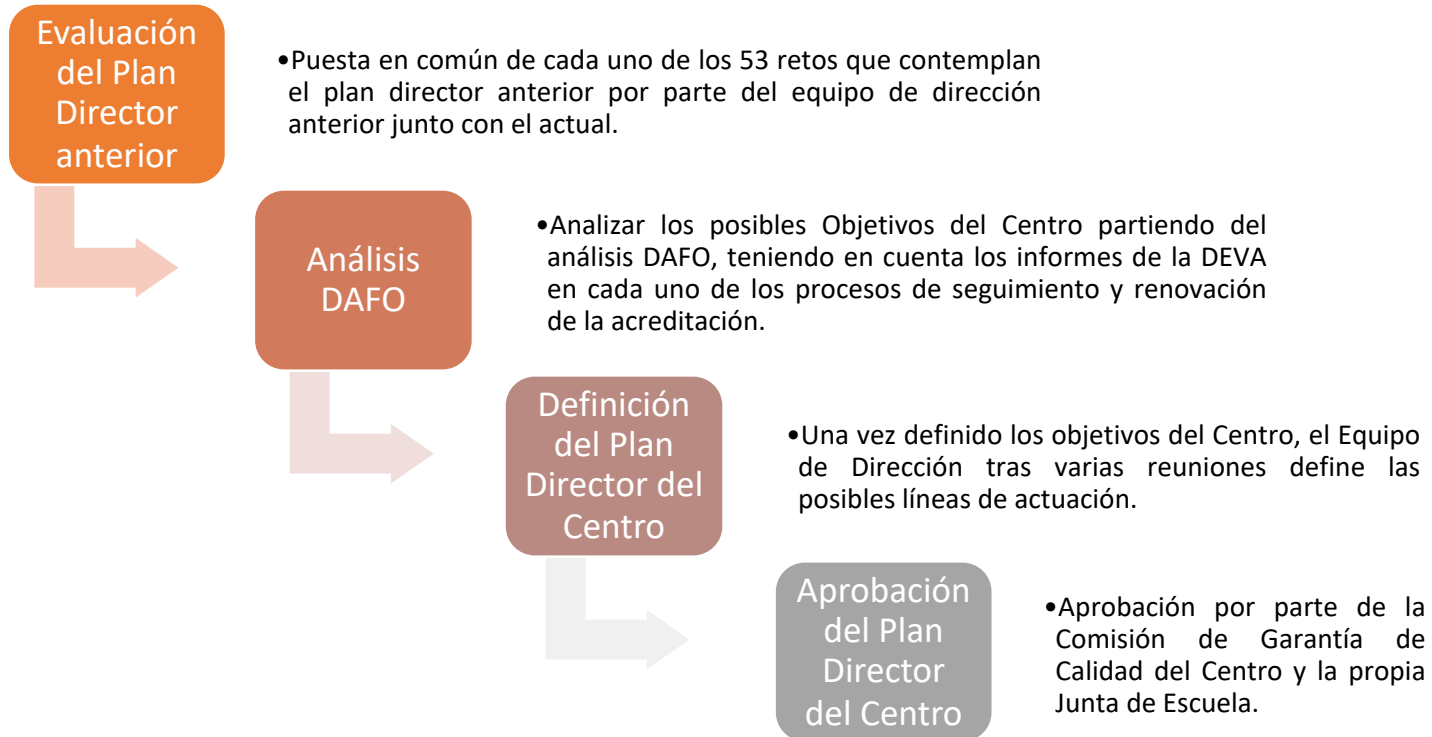 Evaluación
del Plan
Director
anterior
•Puesta en común de cada uno de los 53 retos que contemplan
el plan director anterior por parte del equipo de dirección
anterior junto con el actual.
Análisis
DAFO
•Analizar los posibles Objetivos del Centro partiendo del
análisis DAFO, teniendo en cuenta los informes de la DEVA
en cada uno de los procesos de seguimiento y renovación
de la acreditación.
Definición
del Plan
Director del
Centro
•Una vez definido los objetivos del Centro, el Equipo
de Dirección tras varias reuniones define las
posibles líneas de actuación.
Aprobación
del Plan
Director
del Centro
•Aprobación por parte de la
Comisión de Garantía de
Calidad del Centro y la propia
Junta de Escuela.